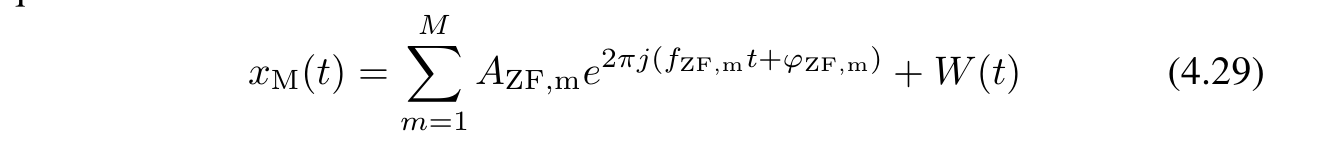 x_M(t) = \sum_{m=1}^{M} A_{ZF,m} e^{2\pi j(f_{ZF,m} t + \varphi_{ZF,m})} + W(t) (4.29)